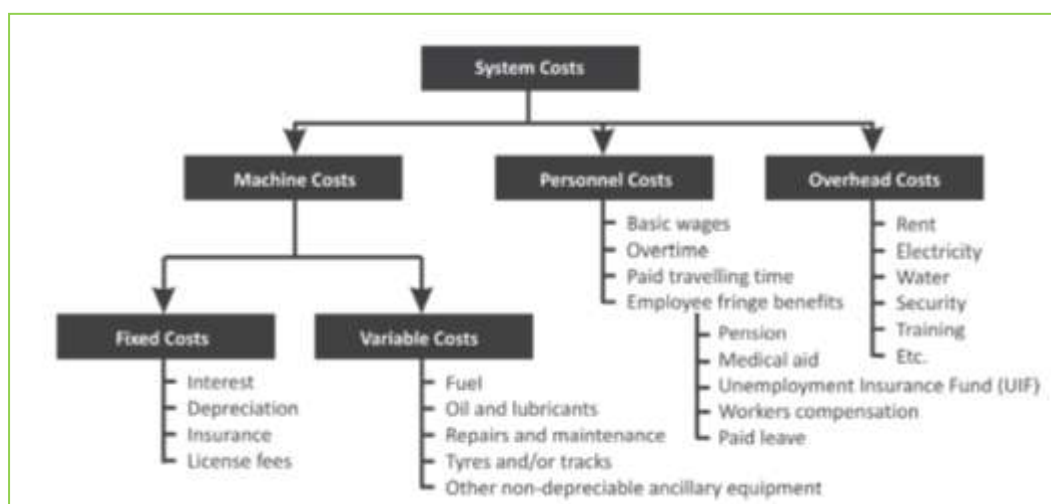 System Costs
Machine Costs
Personnel Costs
Overhead Costs
Basic wages
Overtime
Paid travelling time
Employee fringe benefits
Pension
Medical aid
Unemployment Insurance Fund (UIF)
Workers compensation
Paid leave
Rent
Electricity
Water
Security
Training
Etc.
Fixed Costs
Interest
Depreciation
Insurance
License fees
Variable Costs
Fuel
Oil and lubricants
Repairs and maintenance
Tyres and/or tracks
Other non-depreciable ancillary equipment